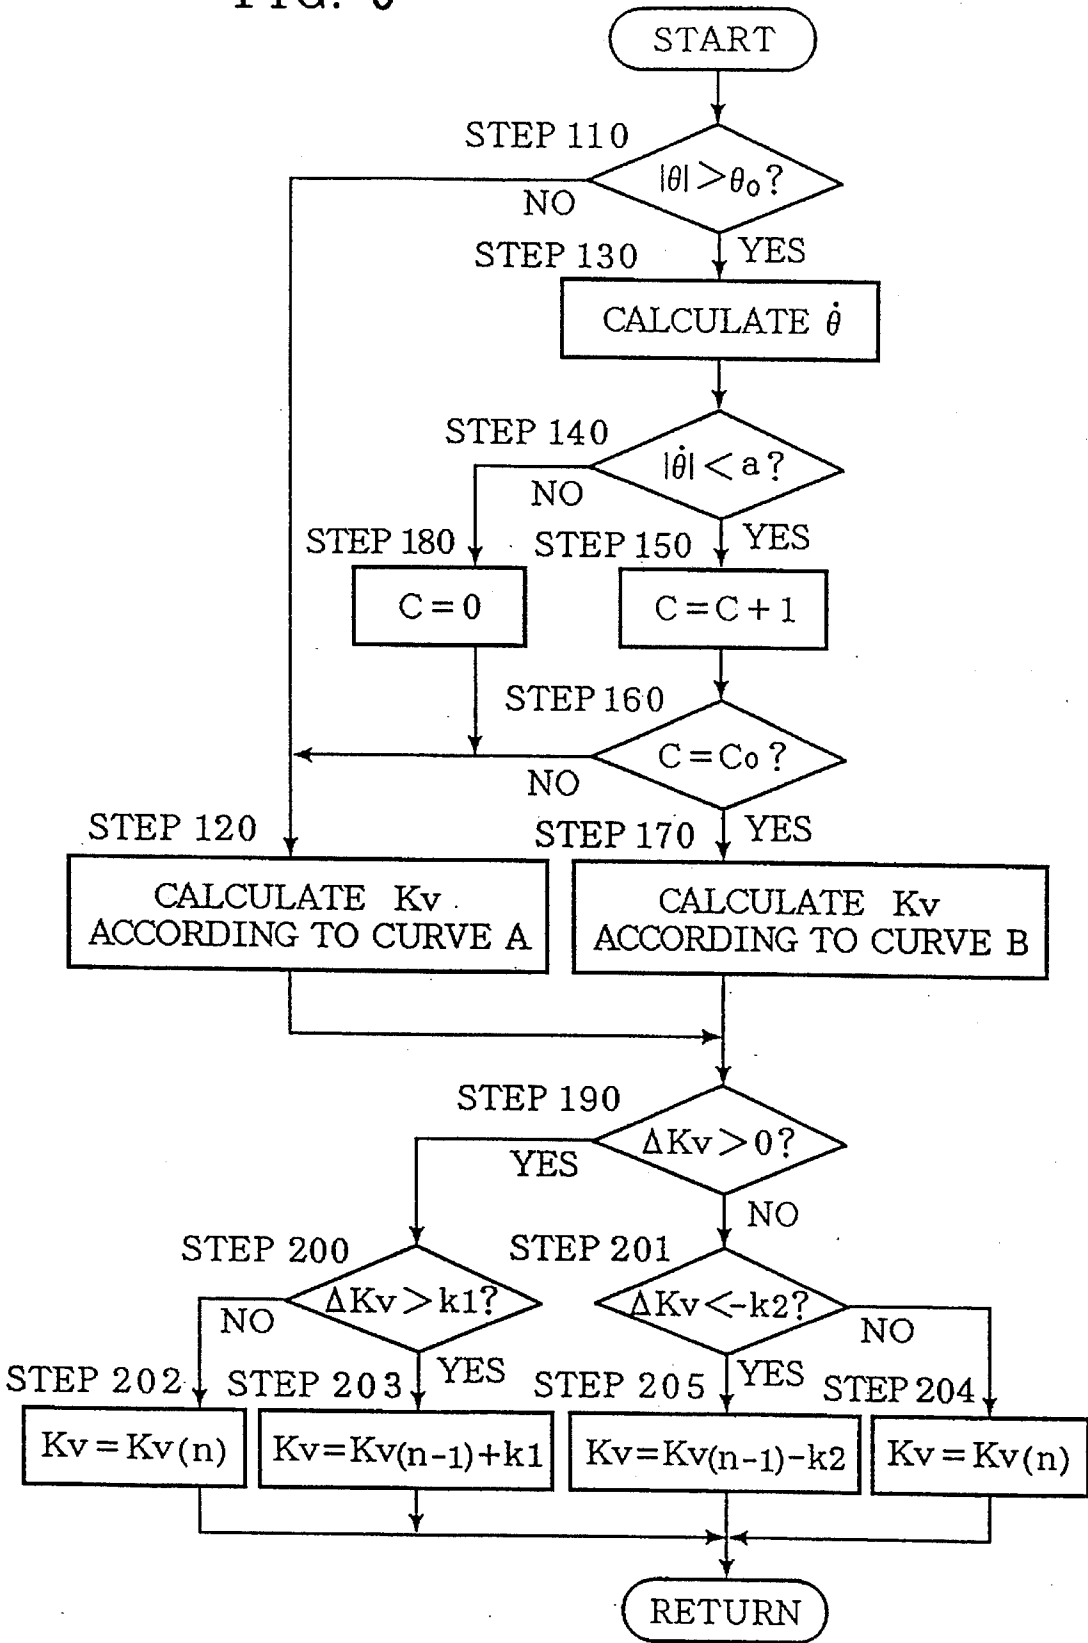 START
STEP 110
|θ| > θ₀?
NO
YES
STEP 130
CALCULATE θ̇
STEP 140
|θ̇| < a?
NO
YES
STEP 180
STEP 150
C = 0
C = C + 1
STEP 160
C = C₀ ?
NO
YES
STEP 120
STEP 170
CALCULATE Kv
ACCORDING TO CURVE A
CALCULATE Kv
ACCORDING TO CURVE B
STEP 190
ΔKv > 0?
YES
NO
STEP 200
STEP 201
ΔKv > k1?
ΔKv < -k2?
NO
YES
YES
NO
STEP 202
STEP 203
STEP 205
STEP 204
Kv = Kv(n)
Kv = Kv(n-1)+k1
Kv = Kv(n-1)-k2
Kv = Kv(n)
RETURN